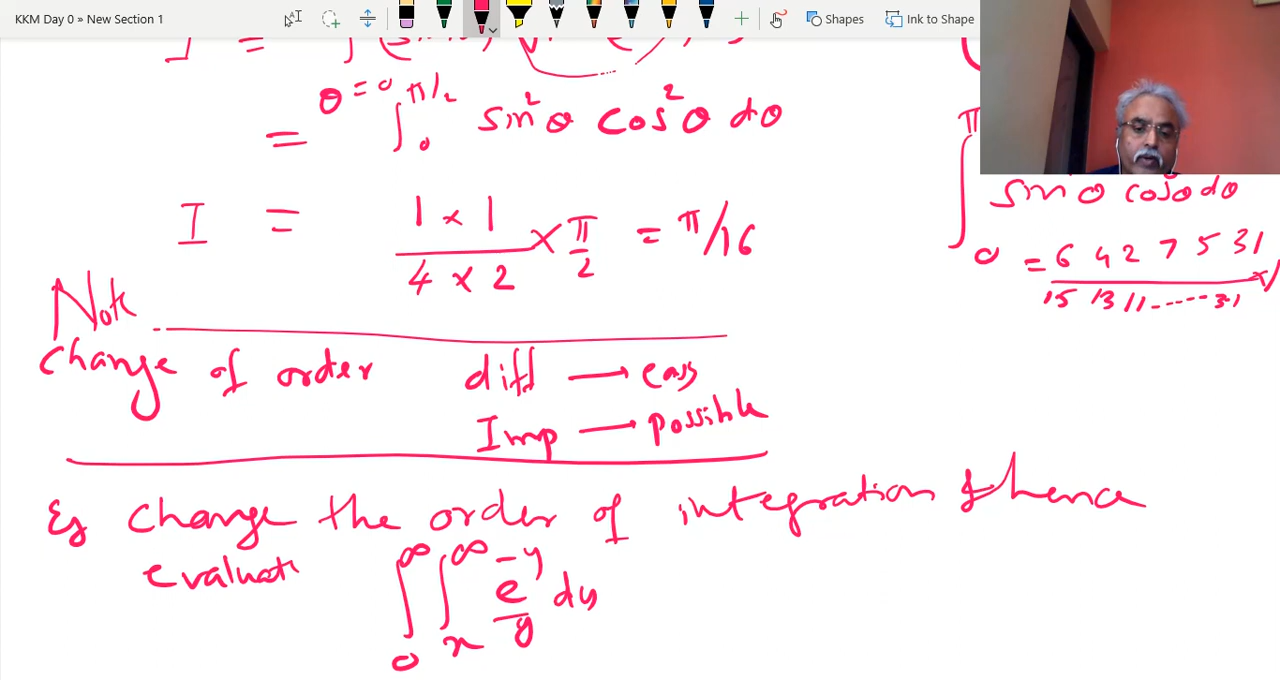 KKM Day 0 » New Section 1
Shapes
Ink to Shape
θ = 0
= ∫₀^{π/2} sin²θ cos²θ dθ
I = 1 × 1 / 4 × 2 × π/2 = π/16
π
∫ sin θ cos θ dθ
0
= 6 4 2 7 5 3 1
15 13 11 ----- 3·1
Note
Change of order diff → easy
Imp → possible
Eg Change the order of integration & hence
evaluate ∫₀^∞ ∫ₓ^∞ e^{-y}/y dy